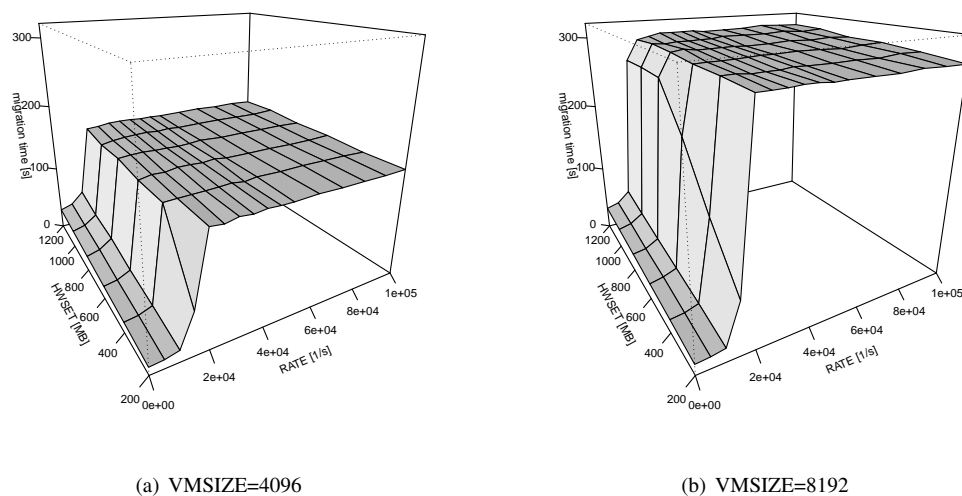 300
200
100
0
migration time [s]
1200
1000
800
600
400
200
HWSET [MB]
0e+00
2e+04
4e+04
6e+04
8e+04
1e+05
RATE [1/s]
(a) VMSIZE=4096
300
200
100
0
migration time [s]
1200
1000
800
600
400
200
HWSET [MB]
0e+00
2e+04
4e+04
6e+04
8e+04
1e+05
RATE [1/s]
(b) VMSIZE=8192